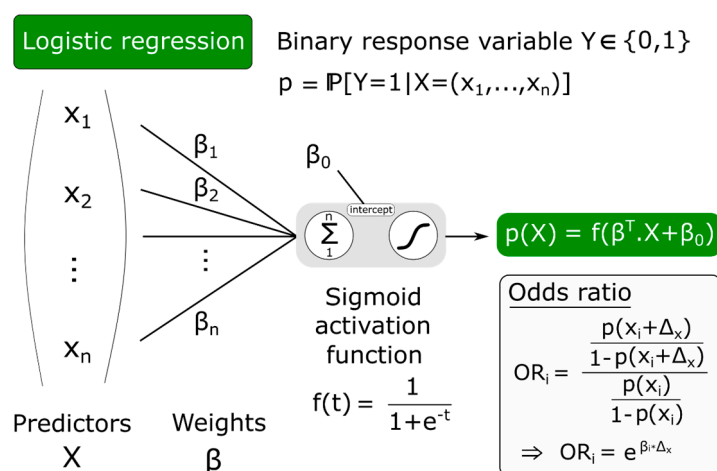 Logistic regression
Binary response variable Y∈{0,1}
p = ℙ[Y=1|X=(x₁,...,xₙ)]
x₁
x₂
⋮
xₙ
β₁
β₂
⋮
βₙ
β₀
intercept
n
Σ
1
p(X) = f(βᵀ.X+β₀)
Sigmoid
activation
function
f(t) = 1
1+e⁻ᵗ
Odds ratio
p(xᵢ+Δₓ)
1-p(xᵢ+Δₓ)
ORᵢ =
p(xᵢ)
1-p(xᵢ)
⇒ ORᵢ = e^βᵢ*Δₓ
Predictors
X
Weights
β